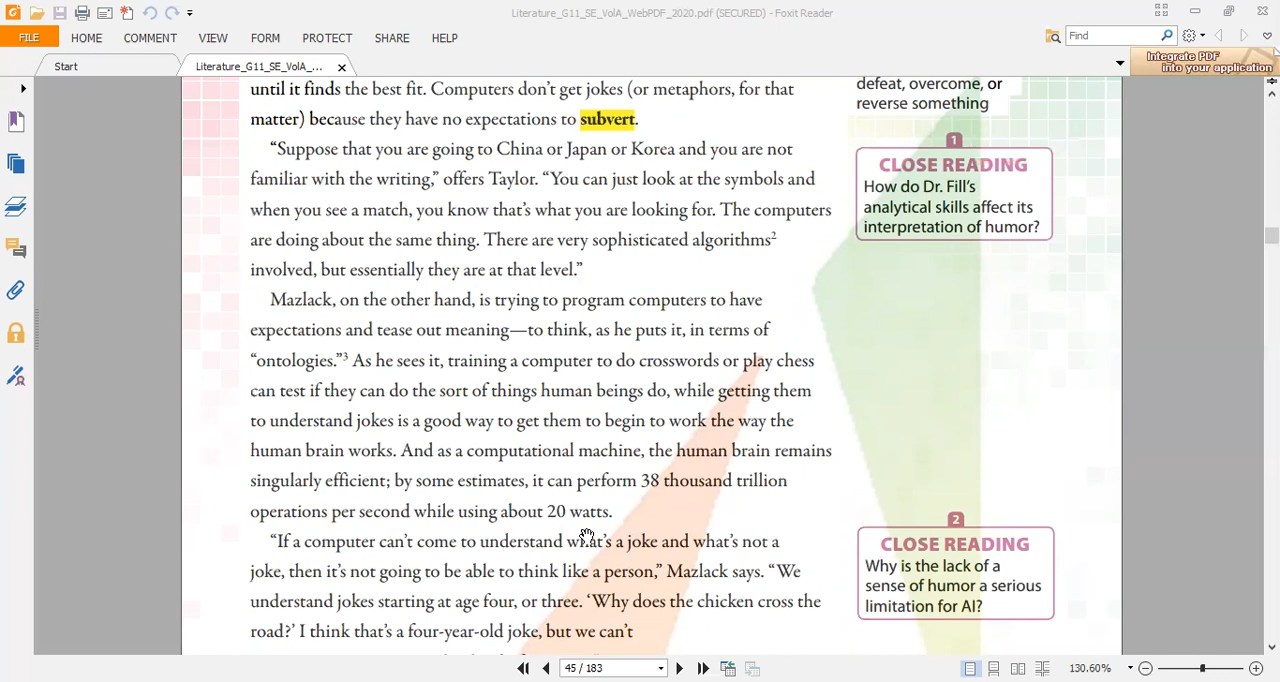 Literature_G11_SE_VolA_WebPDF_2020.pdf (SECURED) - Foxit Reader
FILE HOME COMMENT VIEW FORM PROTECT SHARE HELP
Find
Start
Literature_G11_SE_VolA_...
Integrate PDF
into your application
until it finds the best fit. Computers don't get jokes (or metaphors, for that
matter) because they have no expectations to subvert.
"Suppose that you are going to China or Japan or Korea and you are not
familiar with the writing," offers Taylor. "You can just look at the symbols and
when you see a match, you know that's what you are looking for. The computers
are doing about the same thing. There are very sophisticated algorithms2
involved, but essentially they are at that level."
Mazlack, on the other hand, is trying to program computers to have
expectations and tease out meaning—to think, as he puts it, in terms of
"ontologies."3 As he sees it, training a computer to do crosswords or play chess
can test if they can do the sort of things human beings do, while getting them
to understand jokes is a good way to get them to begin to work the way the
human brain works. And as a computational machine, the human brain remains
singularly efficient; by some estimates, it can perform 38 thousand trillion
operations per second while using about 20 watts.
"If a computer can't come to understand what's a joke and what's not a
joke, then it's not going to be able to think like a person," Mazlack says. "We
understand jokes starting at age four, or three. 'Why does the chicken cross the
road?' I think that's a four-year-old joke, but we can't
defeat, overcome, or
reverse something
1
CLOSE READING
How do Dr. Fill's
analytical skills affect its
interpretation of humor?
2
CLOSE READING
Why is the lack of a
sense of humor a serious
limitation for AI?
45 / 183
130.60%